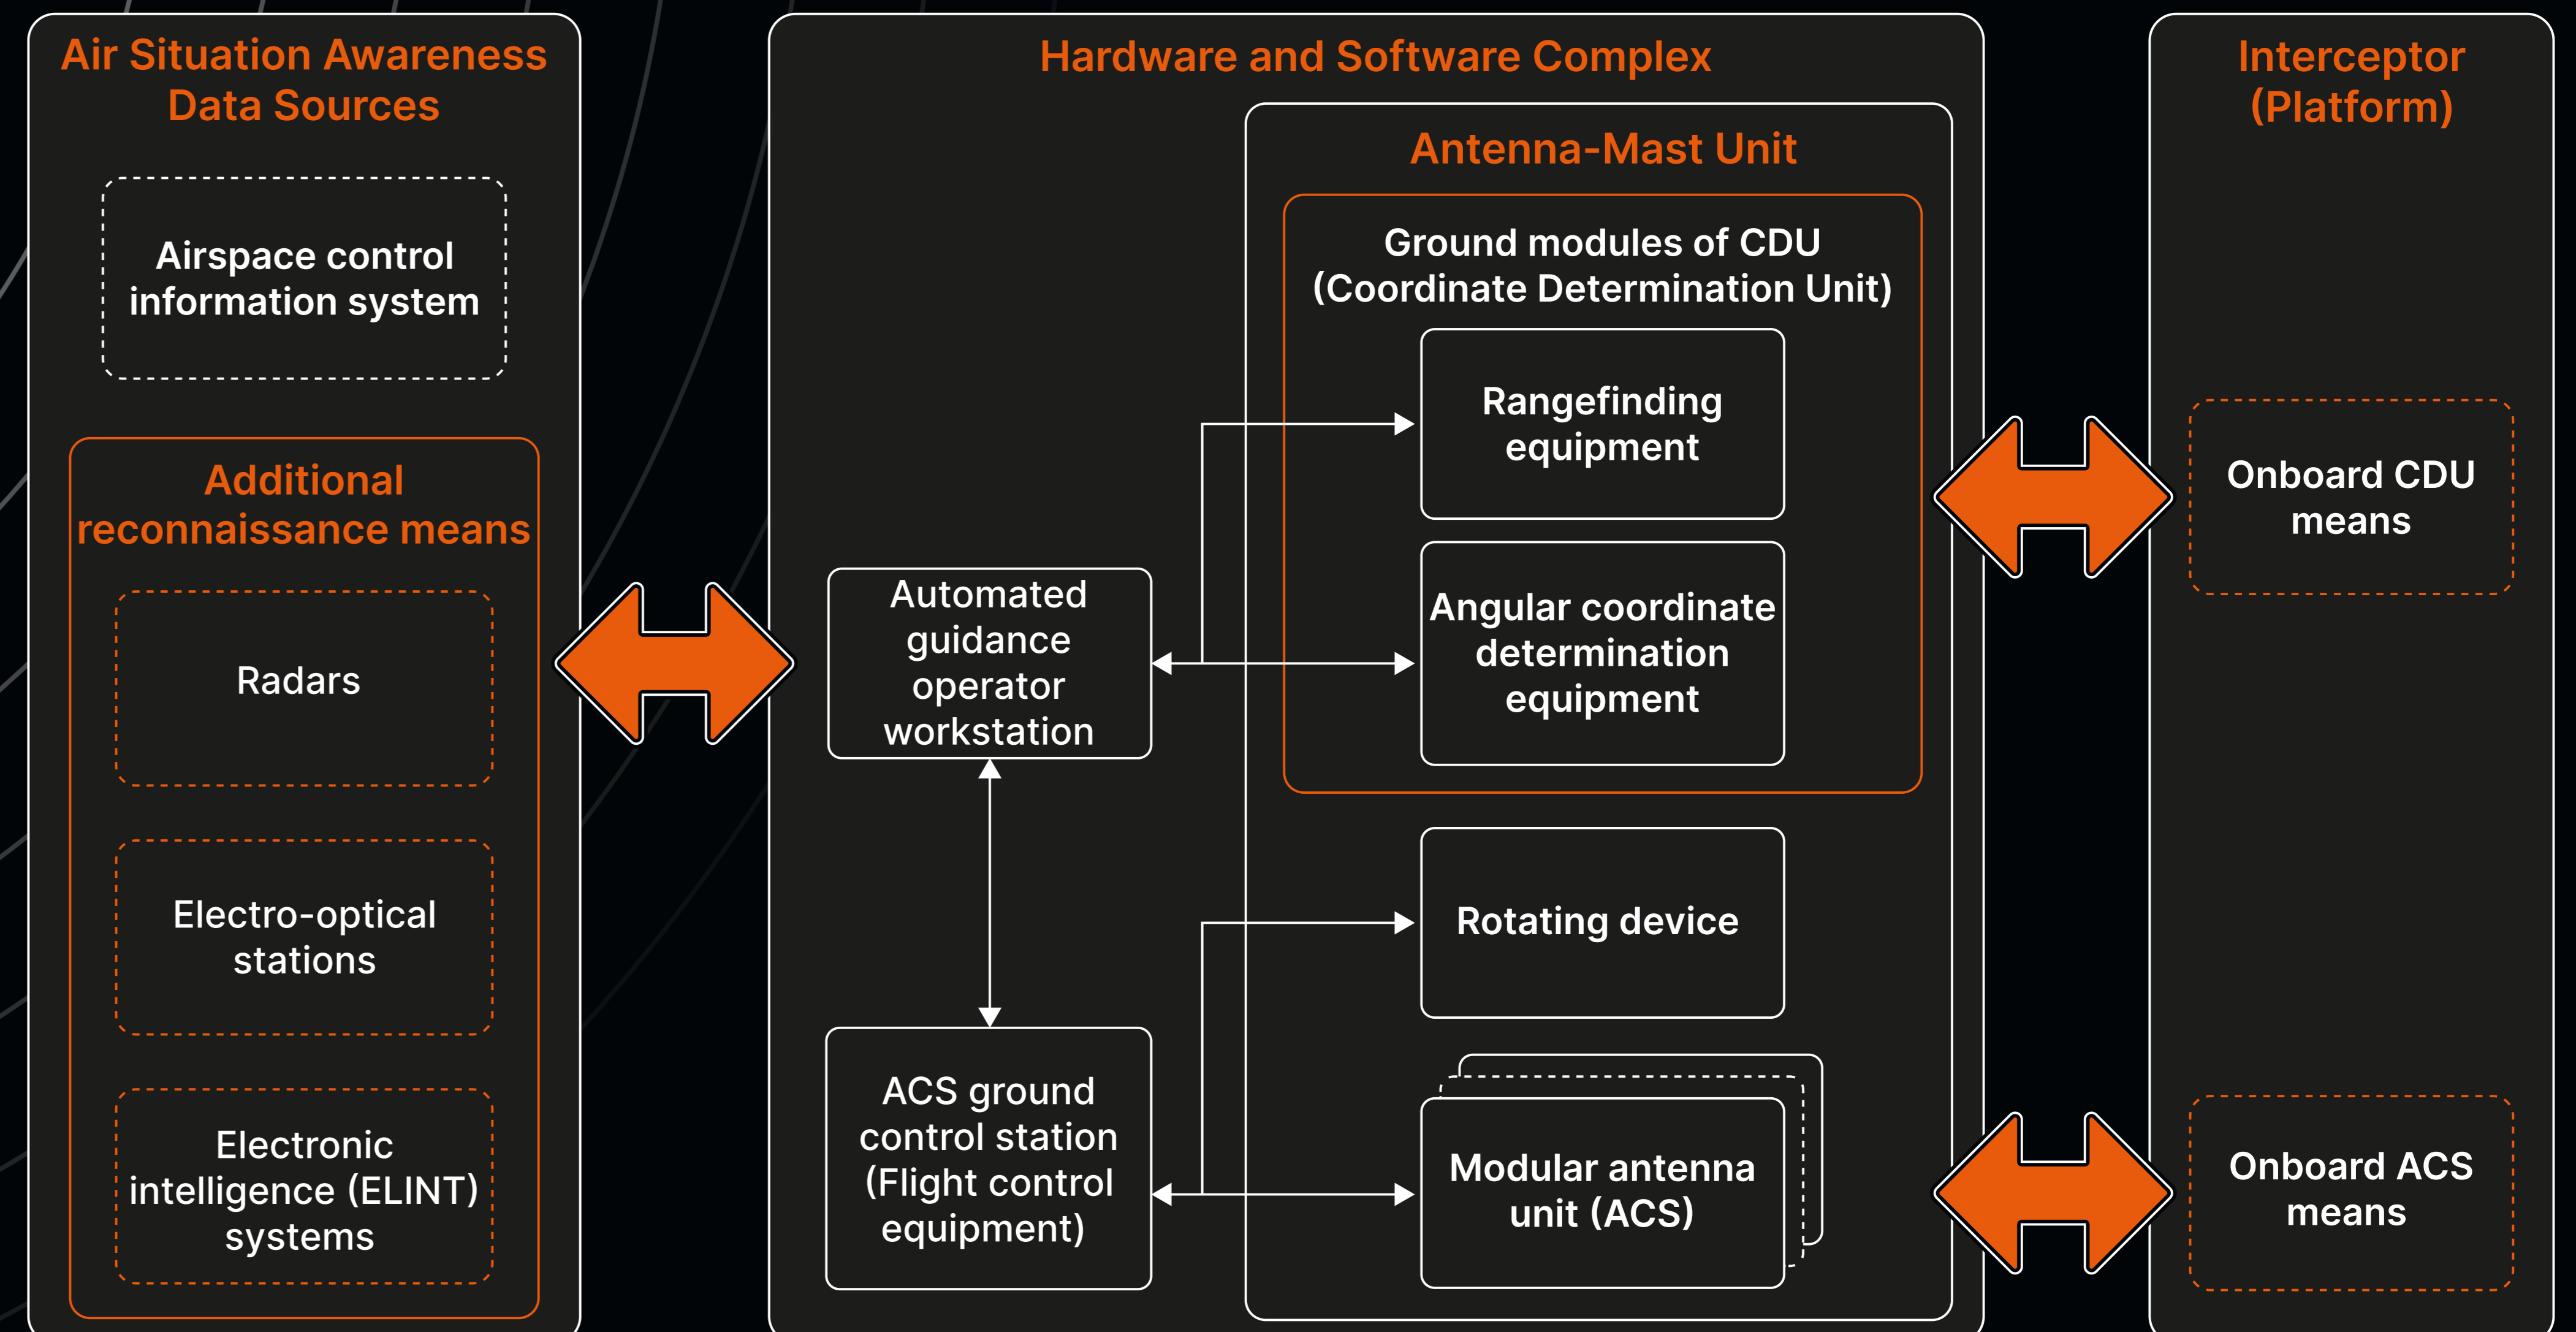 Air Situation Awareness
Data Sources
Airspace control
information system
Additional
reconnaissance means
Radars
Electro-optical
stations
Electronic
intelligence (ELINT)
systems
Hardware and Software Complex
Automated
guidance
operator
workstation
ACS ground
control station
(Flight control
equipment)
Antenna-Mast Unit
Ground modules of CDU
(Coordinate Determination Unit)
Rangefinding
equipment
Angular coordinate
determination
equipment
Rotating device
Modular antenna
unit (ACS)
Interceptor
(Platform)
Onboard CDU
means
Onboard ACS
means